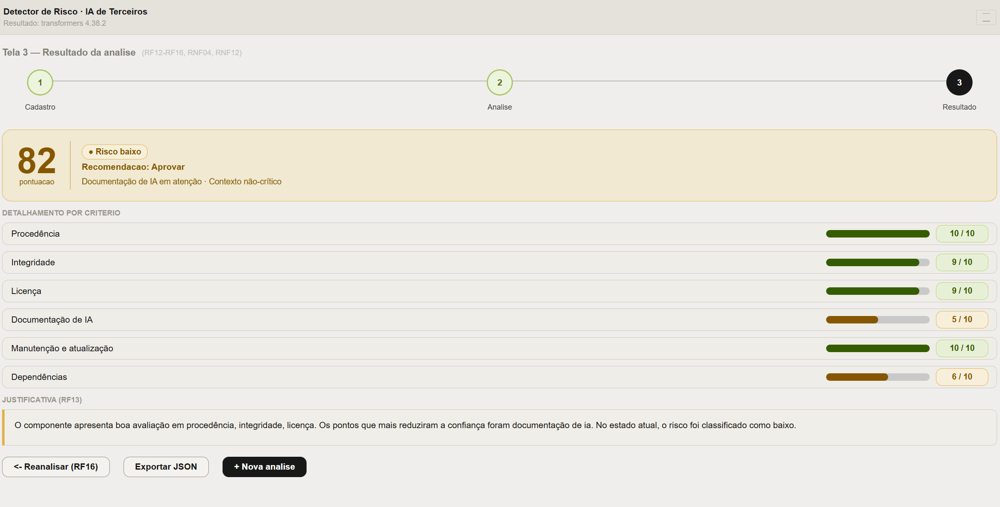 Detector de Risco · IA de Terceiros
Resultado: transformers 4.38.2
Tela 3 — Resultado da analise (RF12-RF16, RNF04, RNF12)
1
2
3
Cadastro
Analise
Resultado
82
pontuacao
● Risco baixo
Recomendacao: Aprovar
Documentação de IA em atenção · Contexto não-crítico
DETALHAMENTO POR CRITERIO
Procedência 10 / 10
Integridade 9 / 10
Licença 9 / 10
Documentação de IA 5 / 10
Manutenção e atualização 10 / 10
Dependências 6 / 10
JUSTIFICATIVA (RF13)
O componente apresenta boa avaliação em procedência, integridade, licença. Os pontos que mais reduziram a confiança foram documentação de ia. No estado atual, o risco foi classificado como baixo.
<- Reanalisar (RF16)
Exportar JSON
+ Nova analise